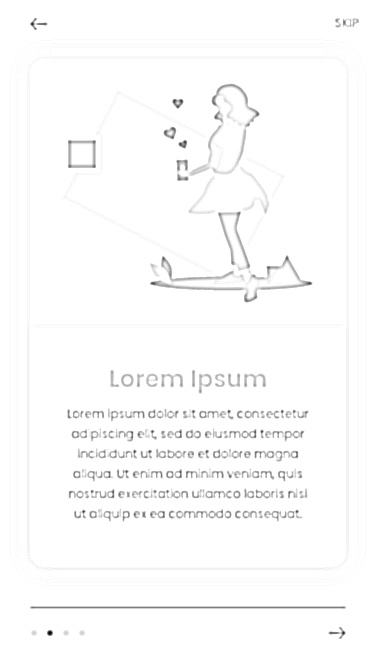 SKIP
Lorem Ipsum
Lorem ipsum dolor sit amet, consectetur
adipiscing elit, sed do eiusmod tempor
incididunt ut labore et dolore magna
aliqua. Ut enim ad minim veniam, quis
nostrud exercitation ullamco laboris nisi
ut aliquip ex ea commodo consequat.